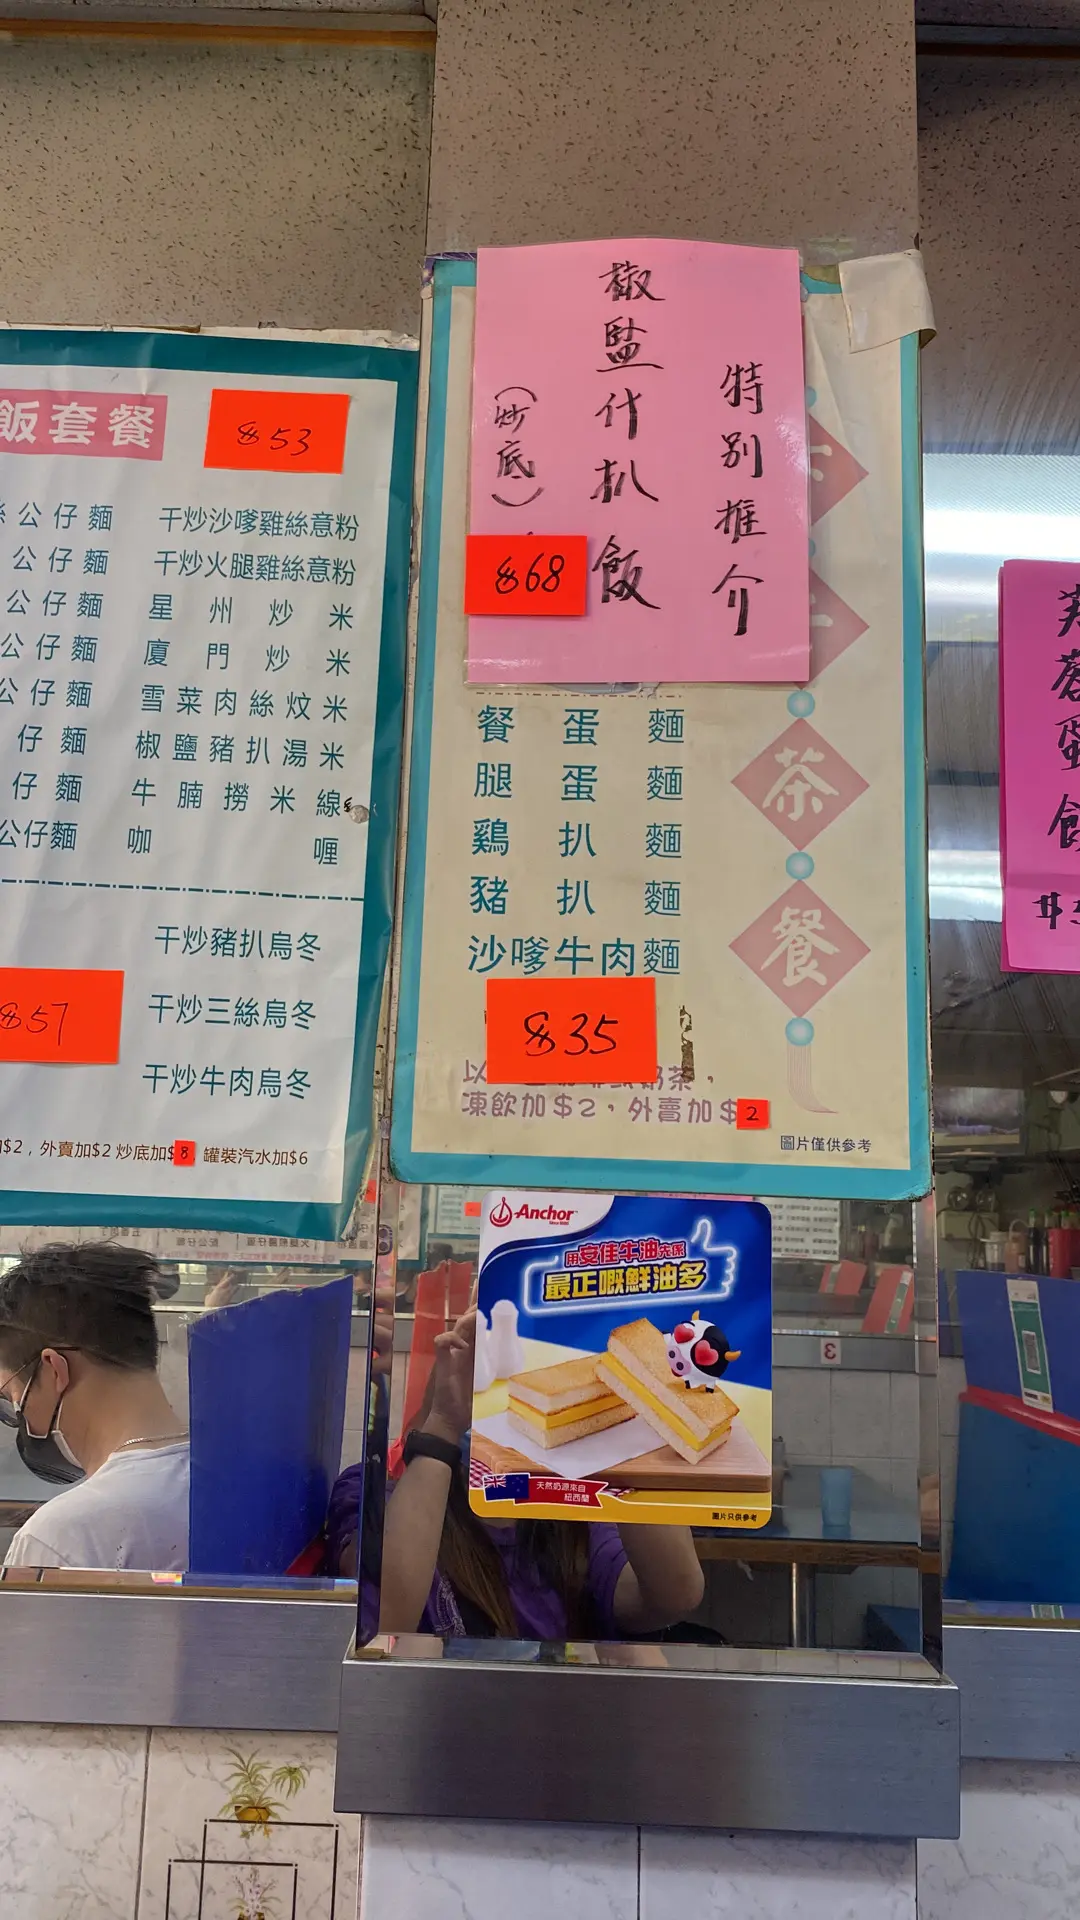 飯套餐
$53
公仔麵 干炒沙嗲雞絲意粉
公仔麵 干炒火腿雞絲意粉
公仔麵 星州炒米
公仔麵 廈門炒米
公仔麵 雪菜肉絲炆米
仔麵 椒鹽豬扒湯米
仔麵 牛腩撈米線
公仔麵 咖喱
干炒豬扒烏冬
干炒三絲烏冬
干炒牛肉烏冬
$57
$2，外賣加$2 炒底加$8 罐裝汽水加$6
特別推介
椒監什扒飯
(炒底)
$68
茶
餐
餐蛋麵
腿蛋麵
鷄扒麵
豬扒麵
沙嗲牛肉麵
$35
以 奶茶，
凍飲加$2，外賣加$2
圖片僅供參考
Anchor
用安佳牛油先係
最正嘅鮮油多
天然奶源來自
紐西蘭
圖片只供參考
蛋飯
3